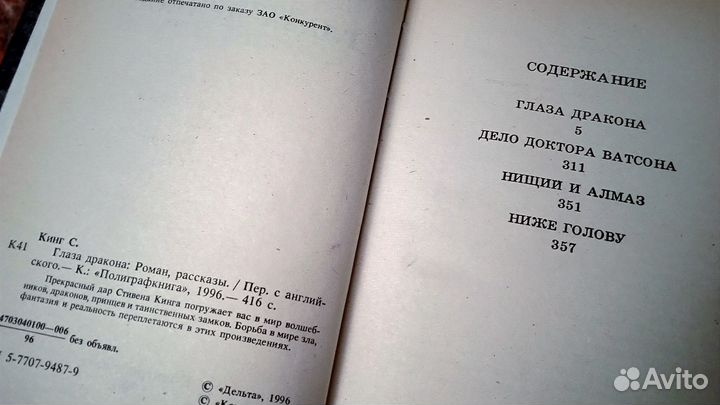 дание отпечатано по заказу ЗАО «Конкурент».
Кинг С.
К41
Глаза дракона: Роман, рассказы. / Пер. с англий-
ского.— К.: «Полиграфкнига», 1996.— 416 с.
Прекрасный дар Стивена Кинга погружает вас в мир волшеб-
ников, драконов, принцев и таинственных замков. Борьба в мире зла,
фантазия и реальность переплетаются в этих произведениях.
4703040100—006
96
без объявл.
5-7707-9487-9
© «Дельта», 1996
©
СОДЕРЖАНИЕ
ГЛАЗА ДРАКОНА
5
ДЕЛО ДОКТОРА ВАТСОНА
311
НИЩИЙ И АЛМАЗ
351
НИЖЕ ГОЛОВУ
357
Avito